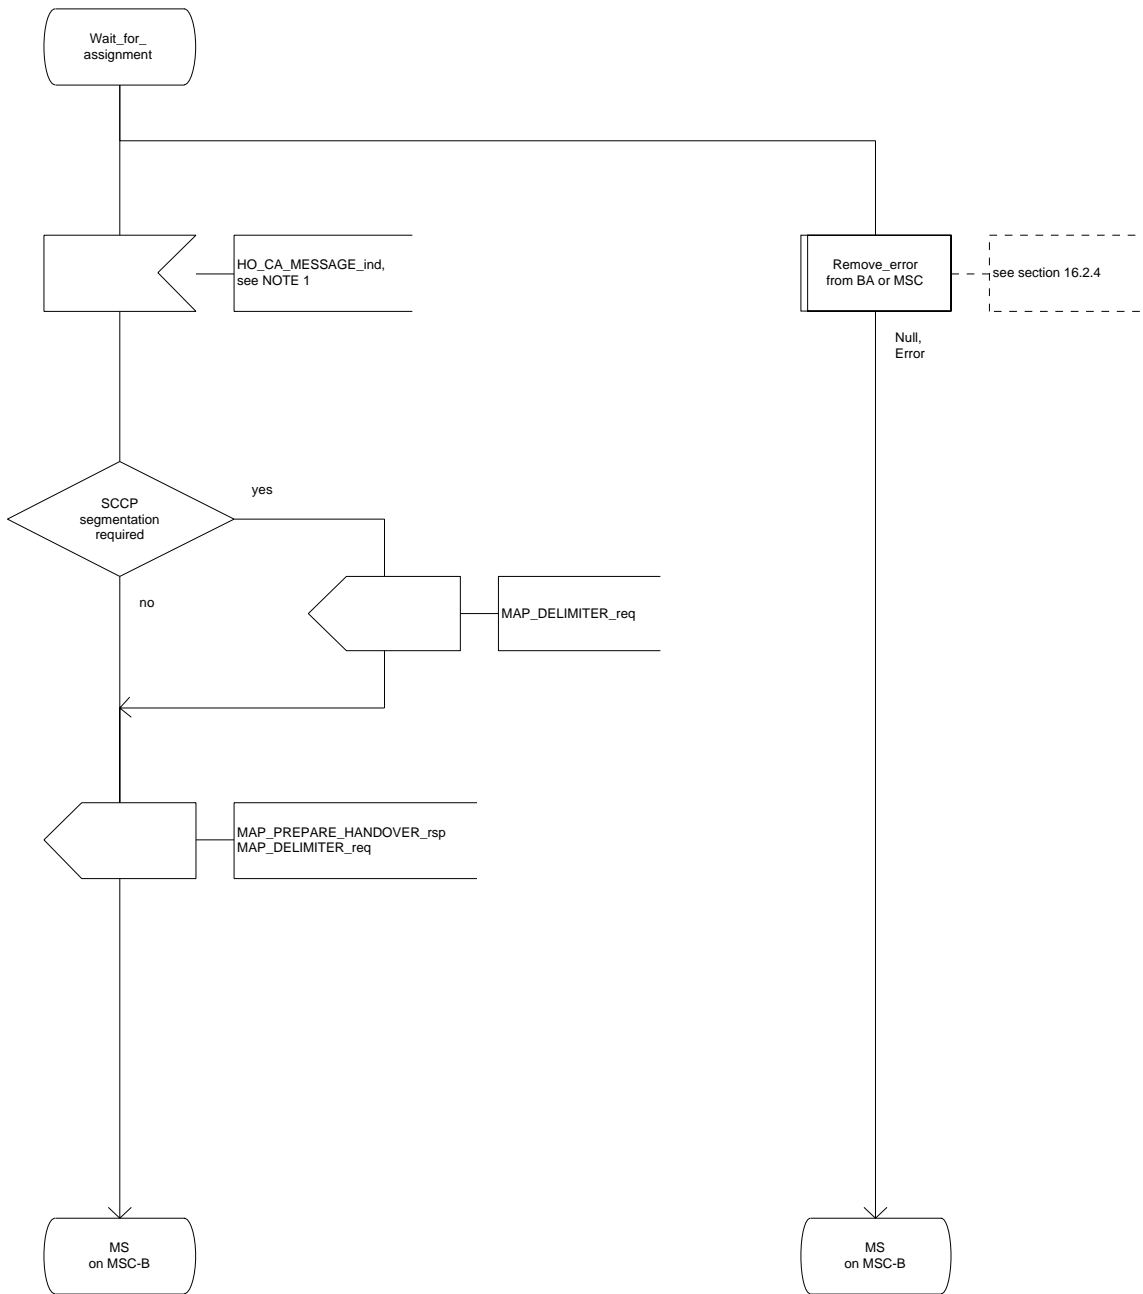 Wait_for_
assignment
HO_CA_MESSAGE_ind,
see NOTE 1
Remove_error
from BA or MSC
see section 16.2.4
Null,
Error
SCCP
segmentation
required
yes
no
MAP_DELIMITER_req
MAP_PREPARE_HANDOVER_rsp
MAP_DELIMITER_req
MS
on MSC-B
MS
on MSC-B